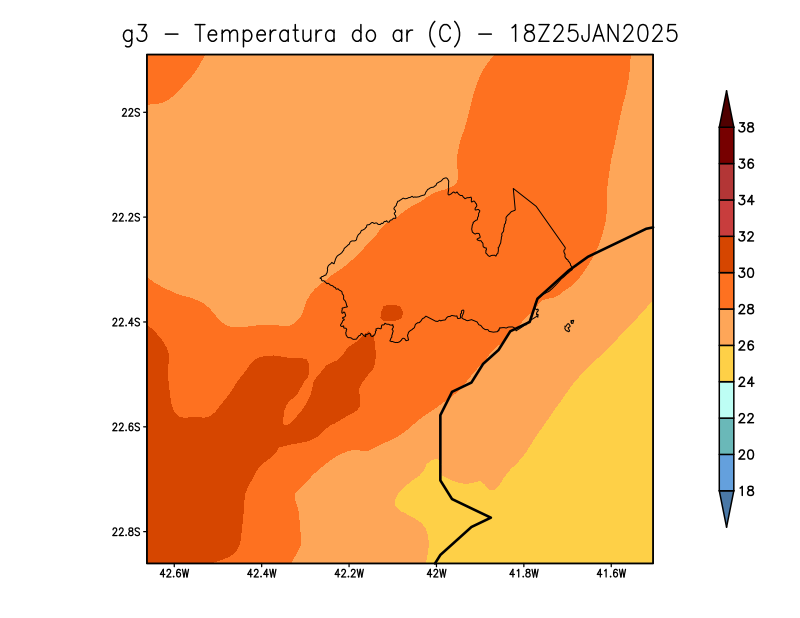 g3 – Temperatura do ar (C) – 18Z25JAN2025
22S
22.2S
22.4S
22.6S
22.8S
42.6W
42.4W
42.2W
42W
41.8W
41.6W
38
36
34
32
30
28
26
24
22
20
18